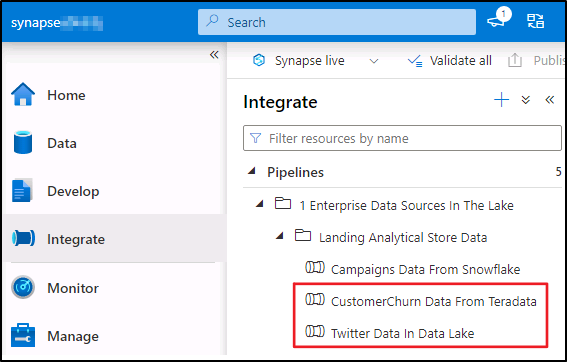 synapse
Search
1
«
Home
Data
Develop
Integrate
Monitor
Manage
Synapse live
Validate all
Publis
Integrate
«
Filter resources by name
Pipelines 5
1 Enterprise Data Sources In The Lake
Landing Analytical Store Data
Campaigns Data From Snowflake
CustomerChurn Data From Teradata
Twitter Data In Data Lake